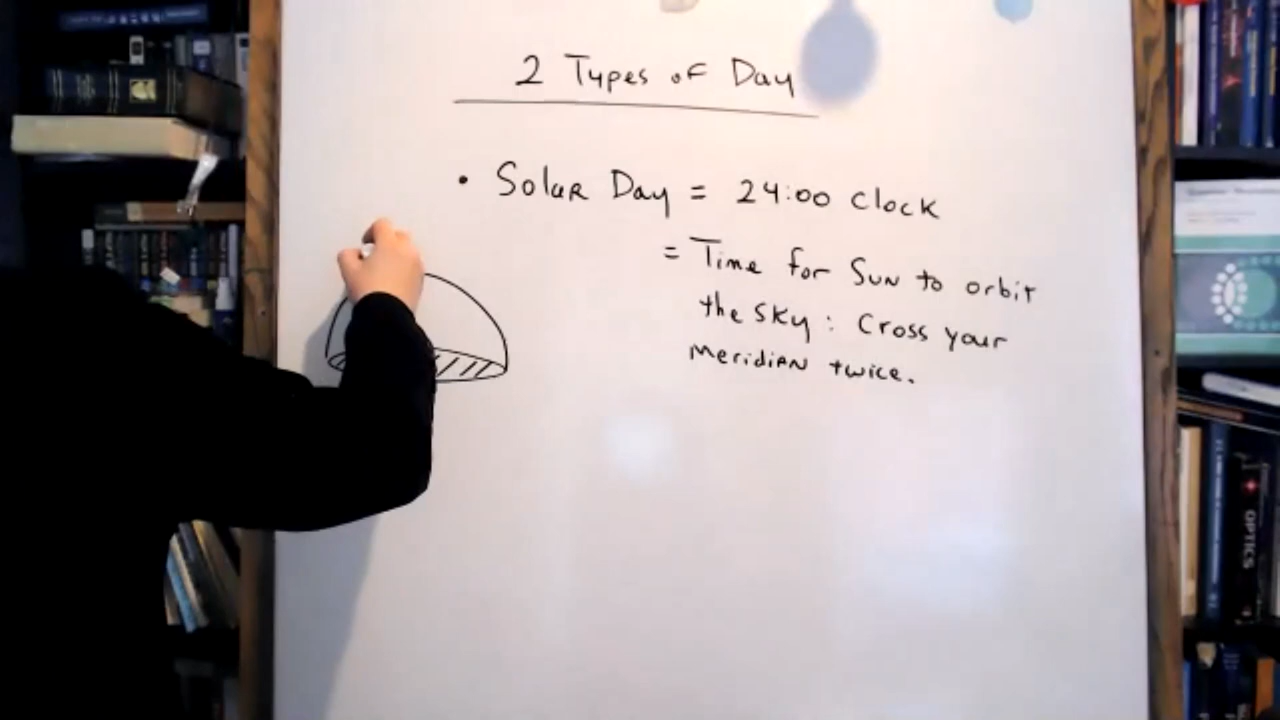 2 Types of Day
• Solar Day = 24:00 Clock
= Time for Sun to orbit
the sky : Cross your
Meridian twice.
OPTICS